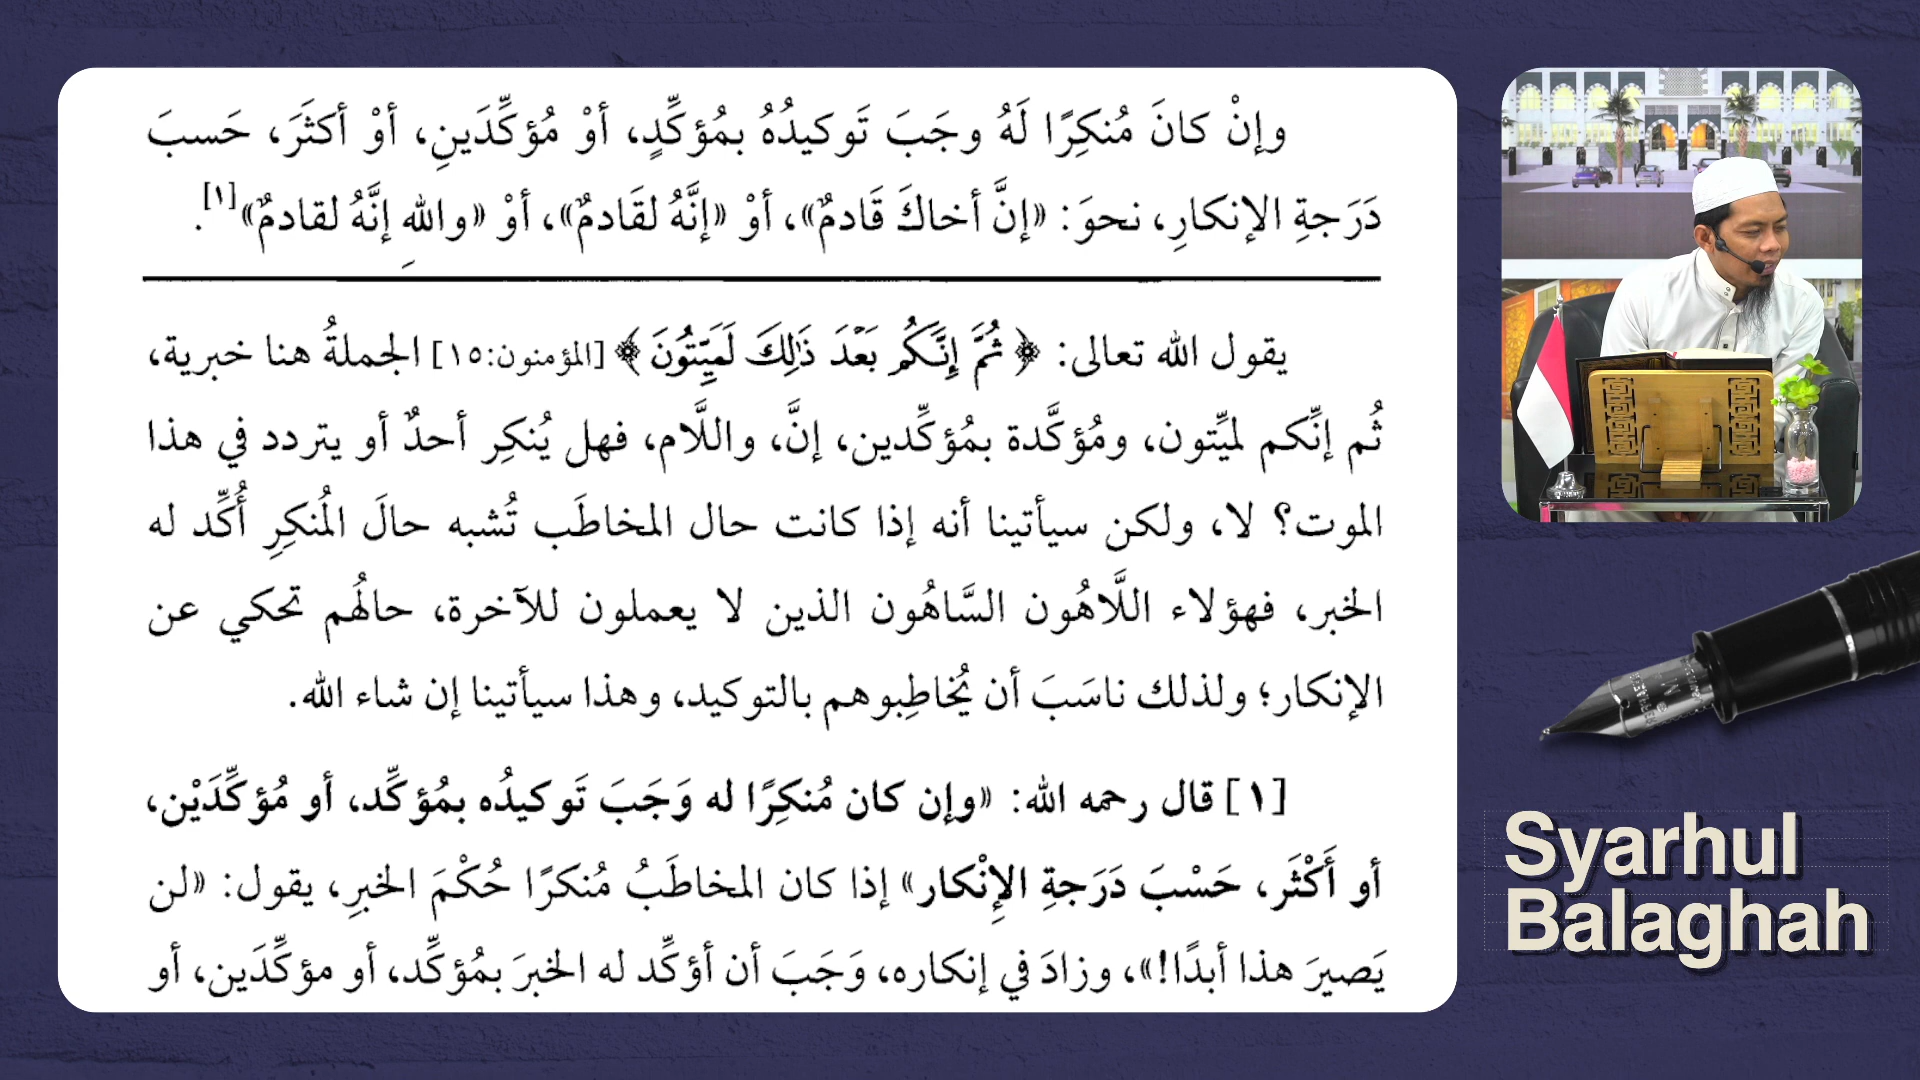 وإنْ كانَ مُنكِرًا لَهُ وجَبَ تَوكيدُهُ بمُؤكِّدٍ، أوْ مُؤكِّدَينِ، أوْ أكثَرَ، حَسبَ
دَرَجةِ الإنكارِ، نحوَ: «إنَّ أخاكَ قَادمٌ»، أوْ «إنَّهُ لقَادمٌ»، أوْ «واللهِ إنَّهُ لقادمٌ»[١].
يقول الله تعالى: ﴿ثُمَّ إِنَّكُم بَعْدَ ذَٰلِكَ لَمَيِّتُونَ﴾ [المؤمنون:١٥] الجملةُ هنا خبرية،
ثُم إنِّكم لميِّتون، ومُؤكَّدة بمُؤكِّدين، إنَّ، واللَّام، فهل يُنكِر أحدٌ أو يتردد في هذا
الموت؟ لا، ولكن سيأتينا أنه إذا كانت حال المخاطَب تُشبه حالَ المُنكِرِ أُكِّد له
الخبر، فهؤلاء اللَّاهُون السَّاهُون الذين لا يعملون للآخرة، حالُهُم تحكي عن
الإنكار؛ ولذلك ناسَبَ أن يُخاطِبوهم بالتوكيد، وهذا سيأتينا إن شاء الله.
[١] قال رحمه الله: «وإن كان مُنكِرًا له وَجَبَ تَوكيدُه بمُؤكِّد، أو مُؤكِّدَيْن،
أو أَكْثَر، حَسْبَ دَرَجةِ الإِنْكار» إذا كان المخاطَبُ مُنكرًا حُكْمَ الخبرِ، يقول: «لن
يَصيرَ هذا أبدًا!»، وزادَ في إنكاره، وَجَبَ أن أؤكِّد له الخبرَ بمُؤكِّد، أو مؤكِّدَين، أو
Syarhul
Balaghah